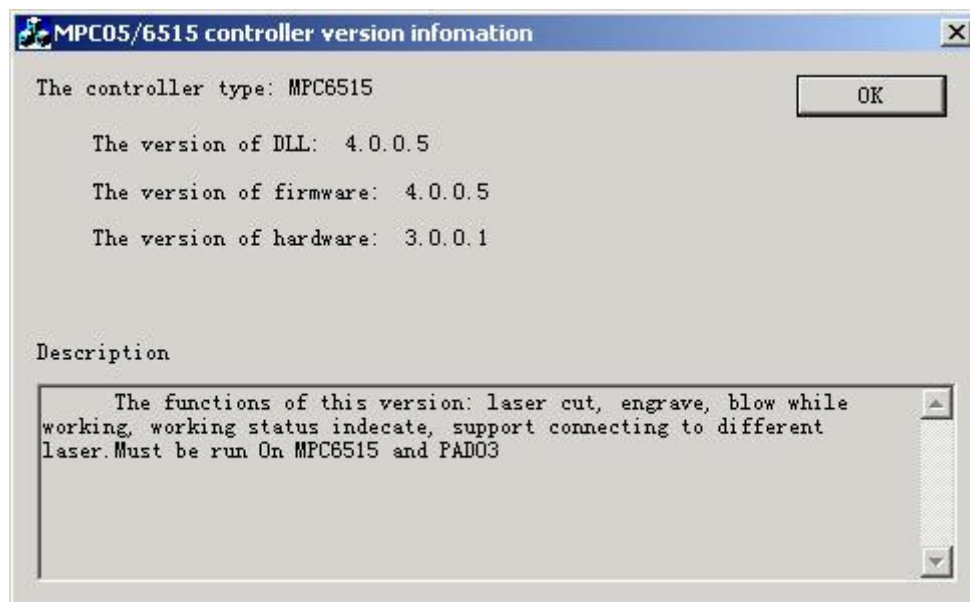 MPC05/6515 controller version infomation
The controller type: MPC6515
OK
The version of DLL: 4.0.0.5
The version of firmware: 4.0.0.5
The version of hardware: 3.0.0.1
Description
The functions of this version: laser cut, engrave, blow while
working, working status indecate, support connecting to different
laser.Must be run On MPC6515 and PAD03